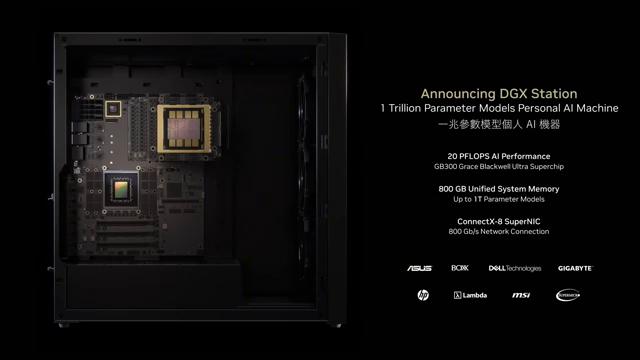 Announcing DGX Station
1 Trillion Parameter Models Personal AI Machine
一兆參數模型個人 AI 機器
20 PFLOPS AI Performance
GB300 Grace Blackwell Ultra Superchip
800 GB Unified System Memory
Up to 1T Parameter Models
ConnectX-8 SuperNIC
800 Gb/s Network Connection
ASUS BOXX DELLTechnologies GIGABYTE
hp Lambda msi SUPERMICRO